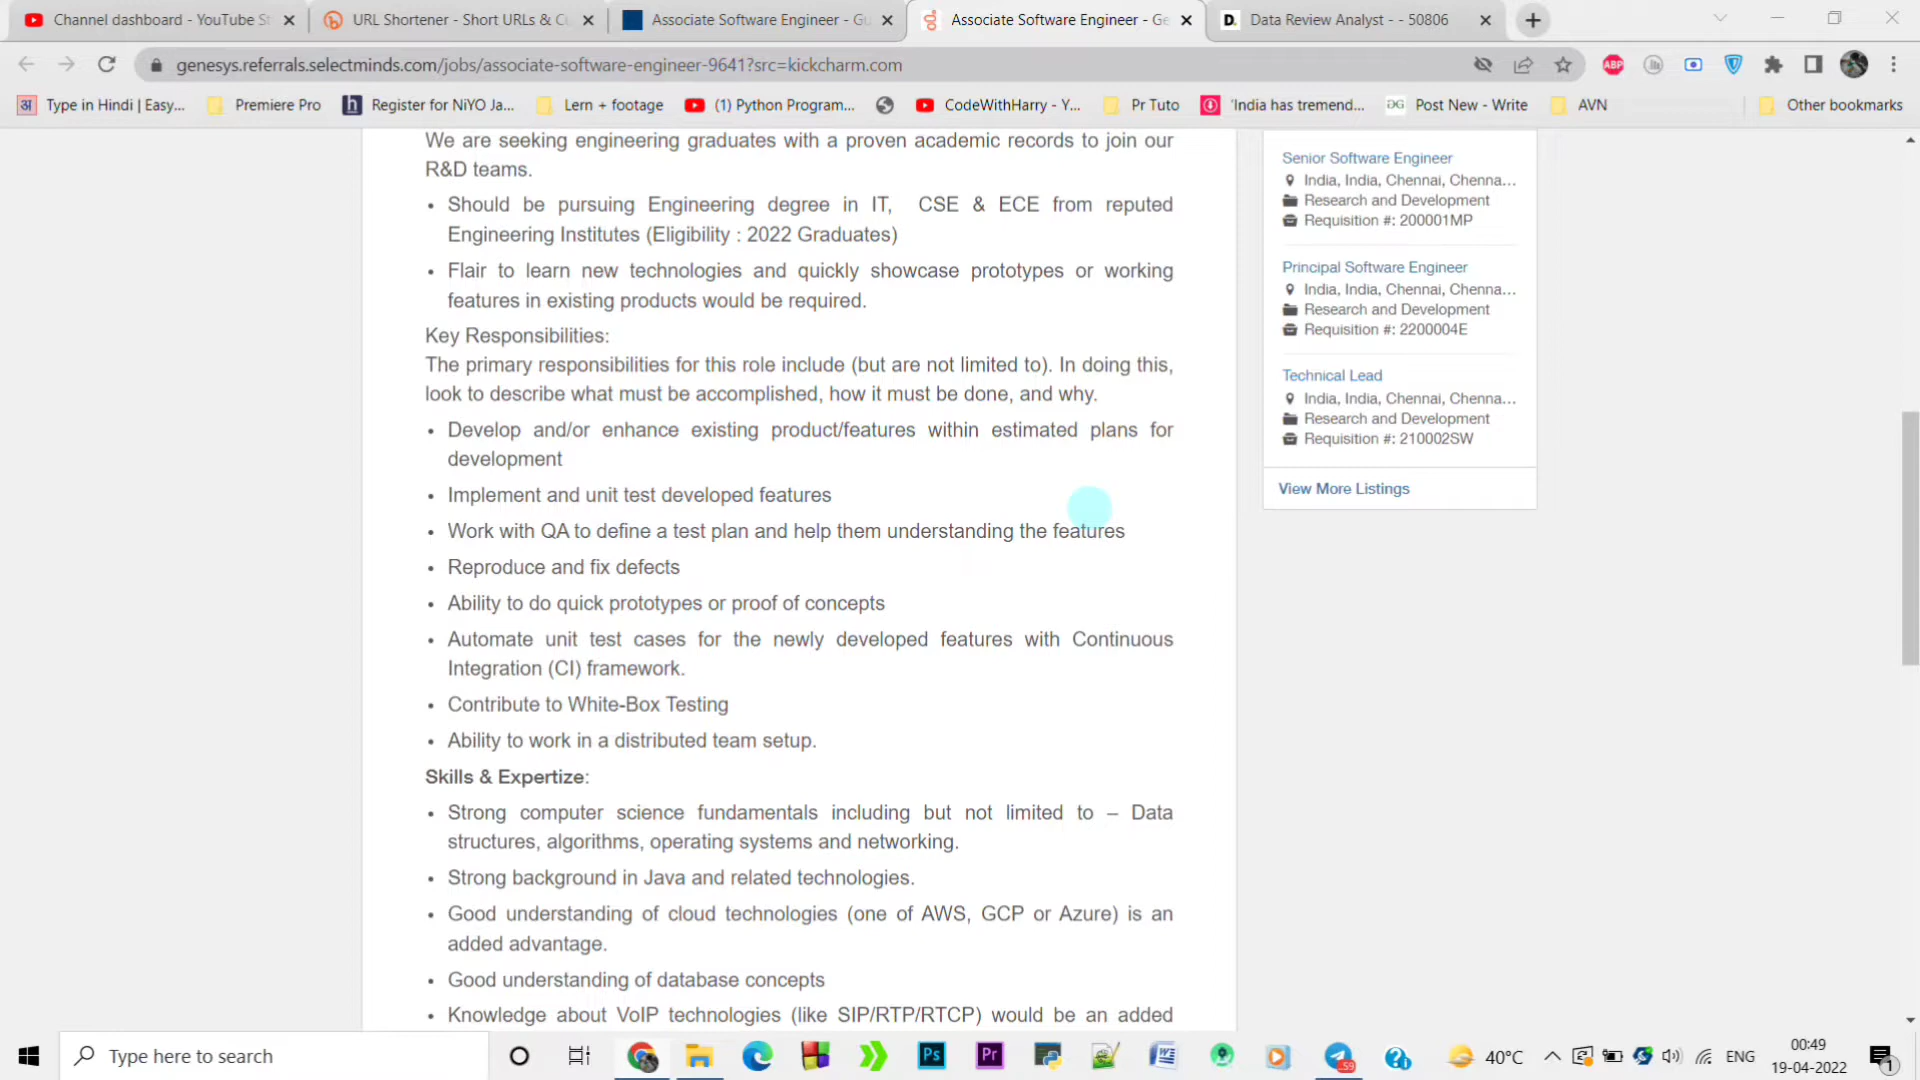 Channel dashboard - YouTube St
URL Shortener - Short URLs & Cu
Associate Software Engineer - Gu
Associate Software Engineer - Ge
Data Review Analyst - - 50806
genesys.referrals.selectminds.com/jobs/associate-software-engineer-9641?src=kickcharm.com
ABP
अ Type in Hindi | Easy...
Premiere Pro
h Register for NiYO Ja...
Lern + footage
(1) Python Program...
CodeWithHarry - Y...
Pr Tuto
'India has tremend...
Post New - Write
AVN
Other bookmarks
We are seeking engineering graduates with a proven academic records to join our
R&D teams.
• Should be pursuing Engineering degree in IT, CSE & ECE from reputed
Engineering Institutes (Eligibility : 2022 Graduates)
• Flair to learn new technologies and quickly showcase prototypes or working
features in existing products would be required.
Key Responsibilities:
The primary responsibilities for this role include (but are not limited to). In doing this,
look to describe what must be accomplished, how it must be done, and why.
• Develop and/or enhance existing product/features within estimated plans for
development
• Implement and unit test developed features
• Work with QA to define a test plan and help them understanding the features
• Reproduce and fix defects
• Ability to do quick prototypes or proof of concepts
• Automate unit test cases for the newly developed features with Continuous
Integration (CI) framework.
• Contribute to White-Box Testing
• Ability to work in a distributed team setup.
Skills & Expertize:
• Strong computer science fundamentals including but not limited to – Data
structures, algorithms, operating systems and networking.
• Strong background in Java and related technologies.
• Good understanding of cloud technologies (one of AWS, GCP or Azure) is an
added advantage.
• Good understanding of database concepts
• Knowledge about VoIP technologies (like SIP/RTP/RTCP) would be an added
Senior Software Engineer
India, India, Chennai, Chenna...
Research and Development
Requisition #: 200001MP
Principal Software Engineer
India, India, Chennai, Chenna...
Research and Development
Requisition #: 2200004E
Technical Lead
India, India, Chennai, Chenna...
Research and Development
Requisition #: 210002SW
View More Listings
Type here to search
Ps
Pr
59
40°C
ENG
00:49
19-04-2022
1